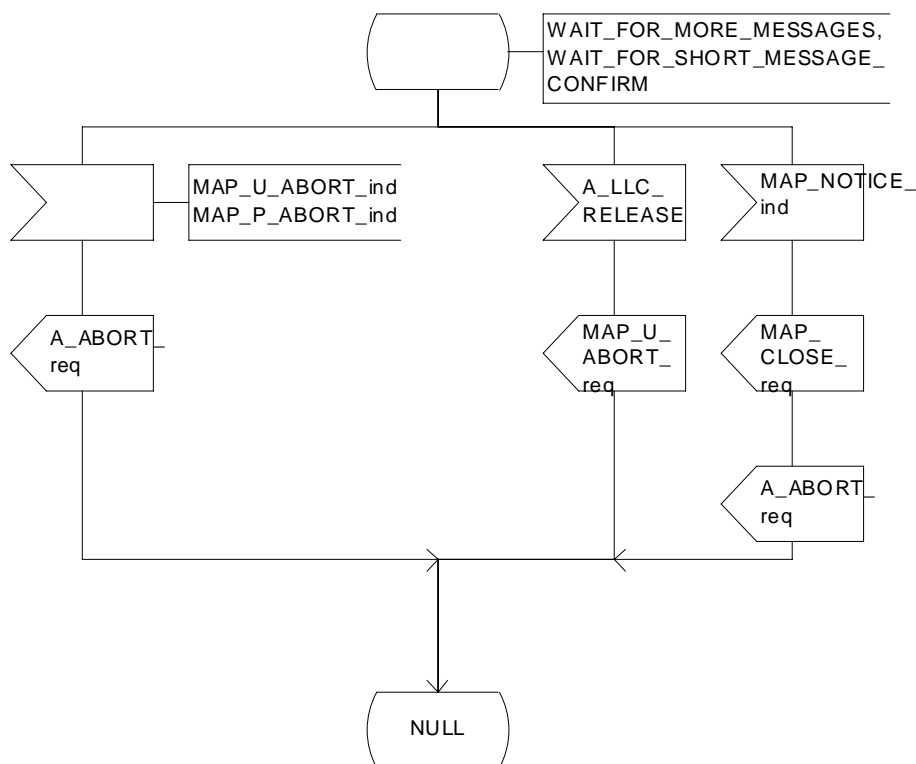 WAIT_FOR_MORE_MESSAGES,
WAIT_FOR_SHORT_MESSAGE_
CONFIRM
MAP_U_ABORT_ind
MAP_P_ABORT_ind
A_LLC_
RELEASE
MAP_NOTICE_
ind
A_ABORT_
req
MAP_U_
ABORT_
req
MAP_
CLOSE_
req
A_ABORT_
req
NULL